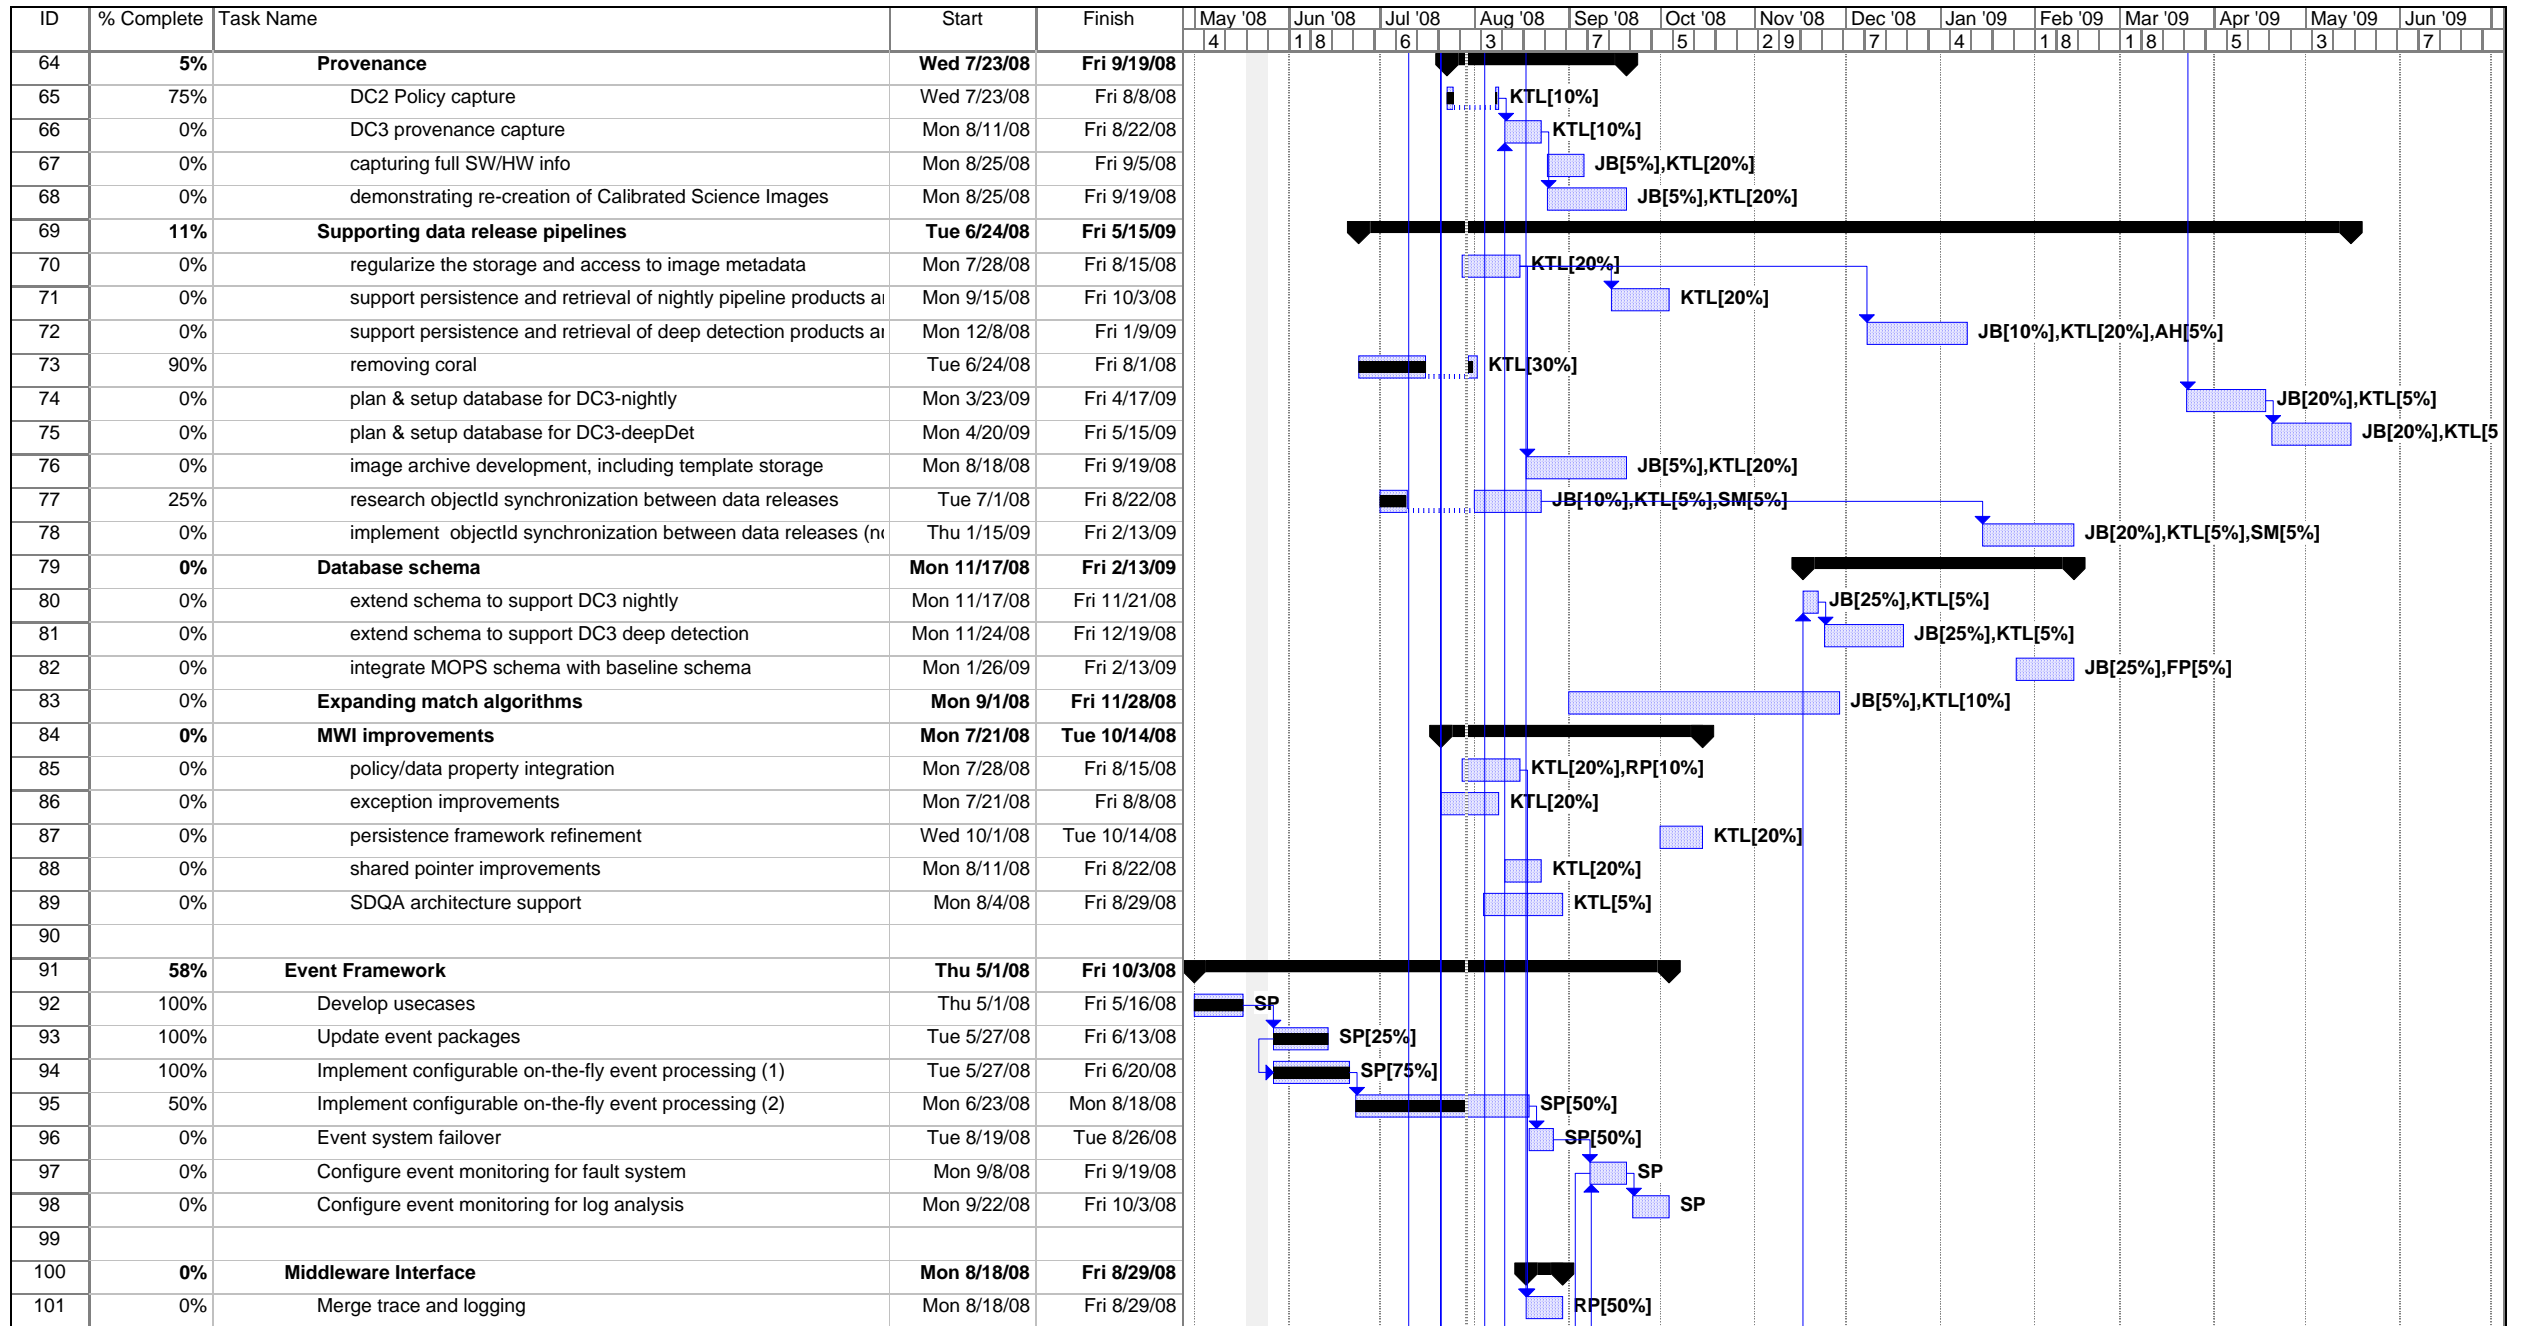 ID % Complete Task Name Start Finish May '08 Jun '08 Jul '08 Aug '08 Sep '08 Oct '08 Nov '08 Dec '08 Jan '09 Feb '09 Mar '09 Apr '09 May '09 Jun '09
4 1 8 6 3 7 5 2 9 7 4 1 8 1 8 5 3 7
64 5% Provenance Wed 7/23/08 Fri 9/19/08
65 75% DC2 Policy capture Wed 7/23/08 Fri 8/8/08 KTL[10%]
66 0% DC3 provenance capture Mon 8/11/08 Fri 8/22/08 KTL[10%]
67 0% capturing full SW/HW info Mon 8/25/08 Fri 9/5/08 JB[5%],KTL[20%]
68 0% demonstrating re-creation of Calibrated Science Images Mon 8/25/08 Fri 9/19/08 JB[5%],KTL[20%]
69 11% Supporting data release pipelines Tue 6/24/08 Fri 5/15/09
70 0% regularize the storage and access to image metadata Mon 7/28/08 Fri 8/15/08 KTL[20%]
71 0% support persistence and retrieval of nightly pipeline products Mon 9/15/08 Fri 10/3/08 KTL[20%]
72 0% support persistence and retrieval of deep detection products Mon 12/8/08 Fri 1/9/09 JB[10%],KTL[20%],AH[5%]
73 90% removing coral Tue 6/24/08 Fri 8/1/08 KTL[30%]
74 0% plan & setup database for DC3-nightly Mon 3/23/09 Fri 4/17/09 JB[20%],KTL[5%]
75 0% plan & setup database for DC3-deepDet Mon 4/20/09 Fri 5/15/09 JB[20%],KTL[5
76 0% image archive development, including template storage Mon 8/18/08 Fri 9/19/08 JB[5%],KTL[20%]
77 25% research objectId synchronization between data releases Tue 7/1/08 Fri 8/22/08 JB[10%],KTL[5%],SM[5%]
78 0% implement objectId synchronization between data releases Thu 1/15/09 Fri 2/13/09 JB[20%],KTL[5%],SM[5%]
79 0% Database schema Mon 11/17/08 Fri 2/13/09
80 0% extend schema to support DC3 nightly Mon 11/17/08 Fri 11/21/08 JB[25%],KTL[5%]
81 0% extend schema to support DC3 deep detection Mon 11/24/08 Fri 12/19/08 JB[25%],KTL[5%]
82 0% integrate MOPS schema with baseline schema Mon 1/26/09 Fri 2/13/09 JB[25%],FP[5%]
83 0% Expanding match algorithms Mon 9/1/08 Fri 11/28/08 JB[5%],KTL[10%]
84 0% MWI improvements Mon 7/21/08 Tue 10/14/08
85 0% policy/data property integration Mon 7/28/08 Fri 8/15/08 KTL[20%],RP[10%]
86 0% exception improvements Mon 7/21/08 Fri 8/8/08 KTL[20%]
87 0% persistence framework refinement Wed 10/1/08 Tue 10/14/08 KTL[20%]
88 0% shared pointer improvements Mon 8/11/08 Fri 8/22/08 KTL[20%]
89 0% SDQA architecture support Mon 8/4/08 Fri 8/29/08 KTL[5%]
90
91 58% Event Framework Thu 5/1/08 Fri 10/3/08
92 100% Develop usecases Thu 5/1/08 Fri 5/16/08 SP
93 100% Update event packages Tue 5/27/08 Fri 6/13/08 SP[25%]
94 100% Implement configurable on-the-fly event processing (1) Tue 5/27/08 Fri 6/20/08 SP[75%]
95 50% Implement configurable on-the-fly event processing (2) Mon 6/23/08 Mon 8/18/08 SP[50%]
96 0% Event system failover Tue 8/19/08 Tue 8/26/08 SP[50%]
97 0% Configure event monitoring for fault system Mon 9/8/08 Fri 9/19/08 SP
98 0% Configure event monitoring for log analysis Mon 9/22/08 Fri 10/3/08 SP
99
100 0% Middleware Interface Mon 8/18/08 Fri 8/29/08
101 0% Merge trace and logging Mon 8/18/08 Fri 8/29/08 RP[50%]